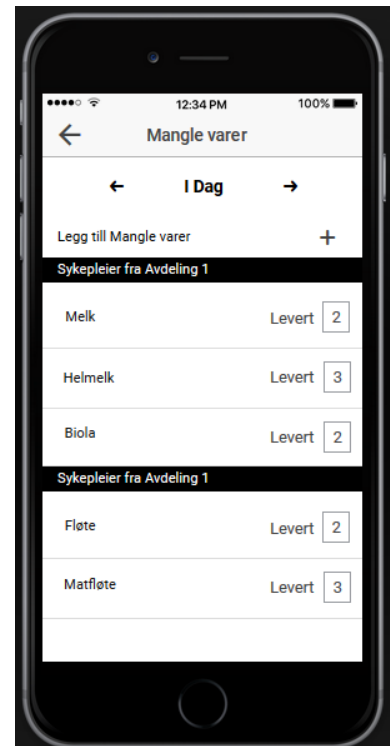 12:34 PM 100%
Mangle varer
I Dag
Legg till Mangle varer +
Sykepleier fra Avdeling 1
Melk Levert 2
Helmelk Levert 3
Biola Levert 2
Sykepleier fra Avdeling 1
Fløte Levert 2
Matfløte Levert 3